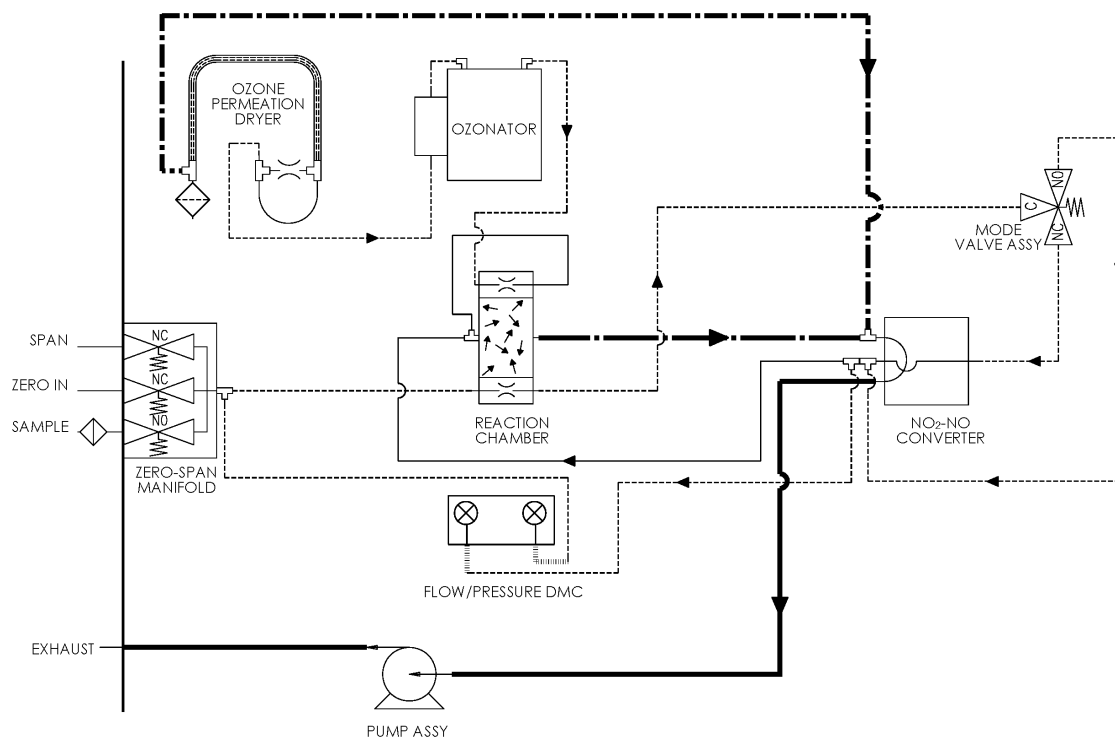 OZONE
PERMEATION
DRYER
OZONATOR
NO
C
NC
MODE
VALVE ASSY
SPAN
NC
ZERO IN
NC
SAMPLE
NO
ZERO-SPAN
MANIFOLD
REACTION
CHAMBER
NO₂-NO
CONVERTER
FLOW/PRESSURE DMC
EXHAUST
PUMP ASSY